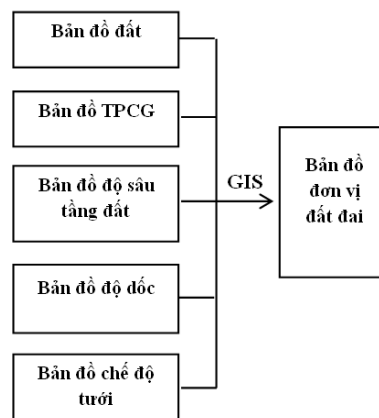 Bản đồ đất
Bản đồ TPCG
Bản đồ độ sâu
tầng đất
Bản đồ độ dốc
Bản đồ chế độ
tưới
GIS
Bản đồ
đơn vị
đất đai